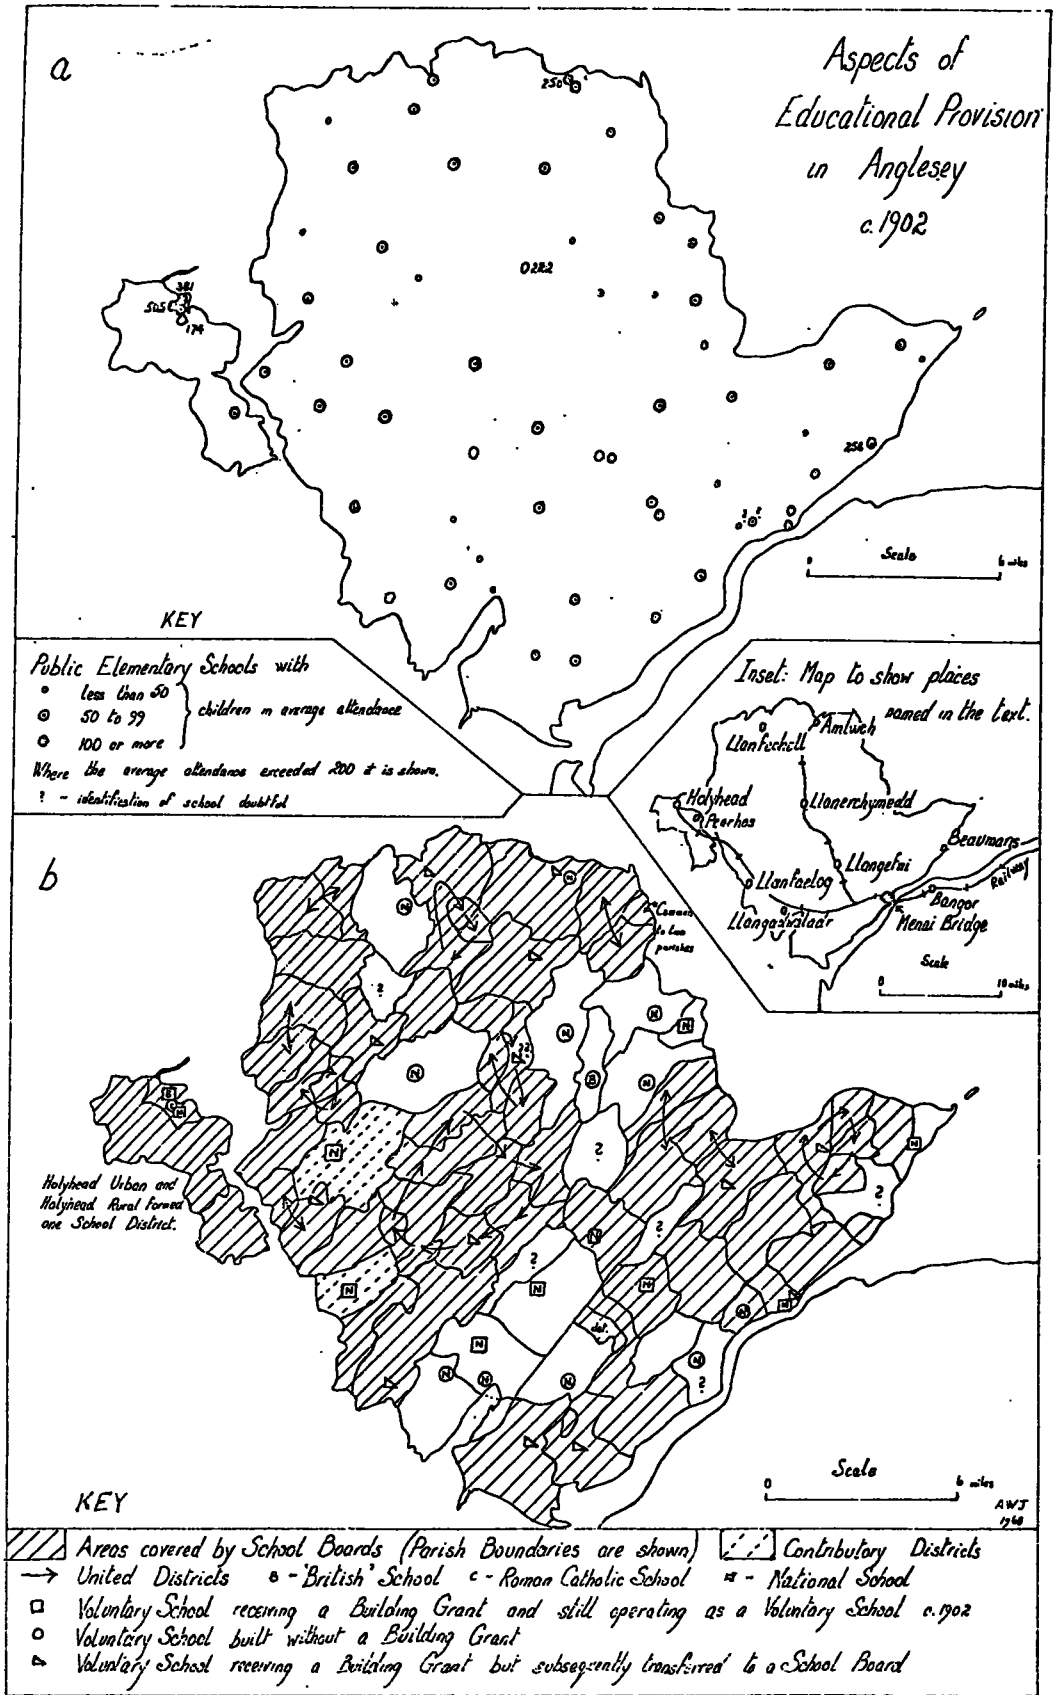 a
Aspects of
Educational Provision
in Anglesey
c. 1902
250
O222
381
505
174
256
? ?
Scale
0 6 miles
KEY
Public Elementary Schools with
less than 50
50 to 99
100 or more
children in average attendance
Where the average attendance exceeded 200 it is shown.
? - identification of school doubtful
Inset: Map to show places
named in the text.
Amlwch
Llanfechell
Holyhead
Llanerchymedd
Beaumaris
Llangefni
Railway
Llanfaelog
Bangor
Menai Bridge
Scale
0 10 miles
b
Common
to two
parishes
Holyhead Urban and
Holyhead Rural formed
one School District.
det.
Scale
0 6 miles
AWJ
1968
KEY
Areas covered by School Boards (Parish Boundaries are shown) Contributory Districts
→ United Districts B - 'British' School C - Roman Catholic School N - National School
Voluntary School receiving a Building Grant and still operating as a Voluntary School c. 1902
Voluntary School built without a Building Grant
Voluntary School receiving a Building Grant but subsequently transferred to a School Board